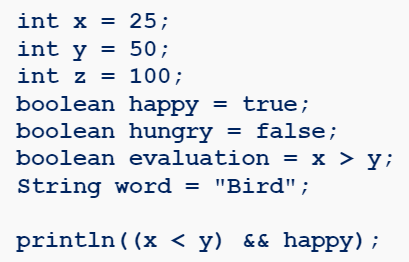 int x = 25;
int y = 50;
int z = 100;
boolean happy = true;
boolean hungry = false;
boolean evaluation = x > y;
String word = "Bird";
println((x < y) && happy);